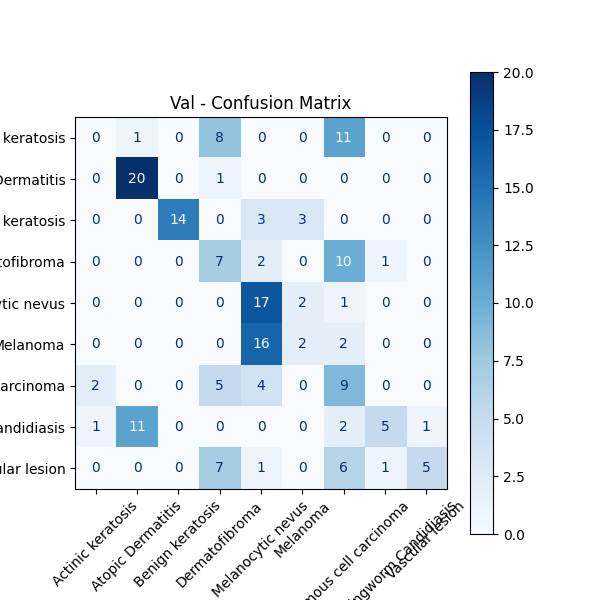 Val - Confusion Matrix
keratosis 0 1 0 8 0 0 11 0 0
Dermatitis 0 20 0 1 0 0 0 0 0
keratosis 0 0 14 0 3 3 0 0 0
tofibroma 0 0 0 7 2 0 10 1 0
ytic nevus 0 0 0 0 17 2 1 0 0
Melanoma 0 0 0 0 16 2 2 0 0
arcinoma 2 0 0 5 4 0 9 0 0
andidiasis 1 11 0 0 0 0 2 5 1
ular lesion 0 0 0 7 1 0 6 1 5
Actinic keratosis
Atopic Dermatitis
Benign keratosis
Dermatofibroma
Melanocytic nevus
Melanoma
mous cell carcinoma
ngworm Candidiasis
Vascular lesion
20.0
17.5
15.0
12.5
10.0
7.5
5.0
2.5
0.0